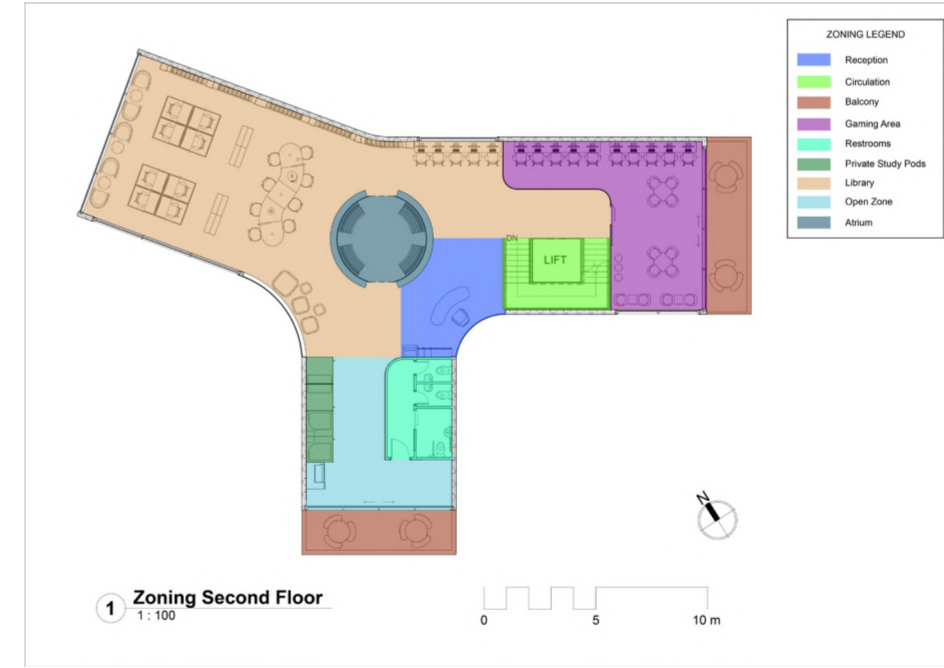 ZONING LEGEND
Reception
Circulation
Balcony
Gaming Area
Restrooms
Private Study Pods
Library
Open Zone
Atrium
DN
LIFT
N
1
Zoning Second Floor
1 : 100
0 5 10 m